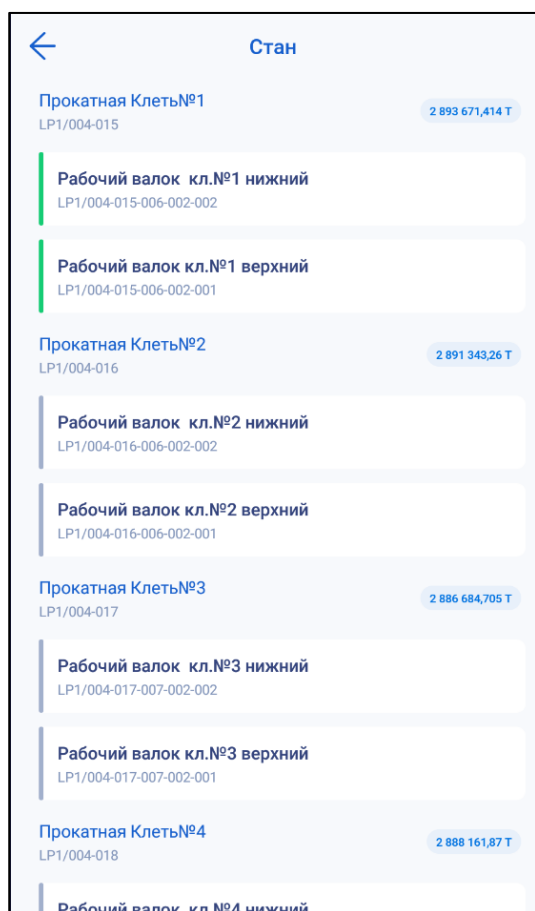 Стан
Прокатная Клеть№1
LP1/004-015
2 893 671,414 Т
Рабочий валок  кл.№1 нижний
LP1/004-015-006-002-002
Рабочий валок кл.№1 верхний
LP1/004-015-006-002-001
Прокатная Клеть№2
LP1/004-016
2 891 343,26 Т
Рабочий валок  кл.№2 нижний
LP1/004-016-006-002-002
Рабочий валок кл.№2 верхний
LP1/004-016-006-002-001
Прокатная Клеть№3
LP1/004-017
2 886 684,705 Т
Рабочий валок  кл.№3 нижний
LP1/004-017-007-002-002
Рабочий валок кл.№3 верхний
LP1/004-017-007-002-001
Прокатная Клеть№4
LP1/004-018
2 888 161,87 Т
Рабочий валок  кл.№4 нижний